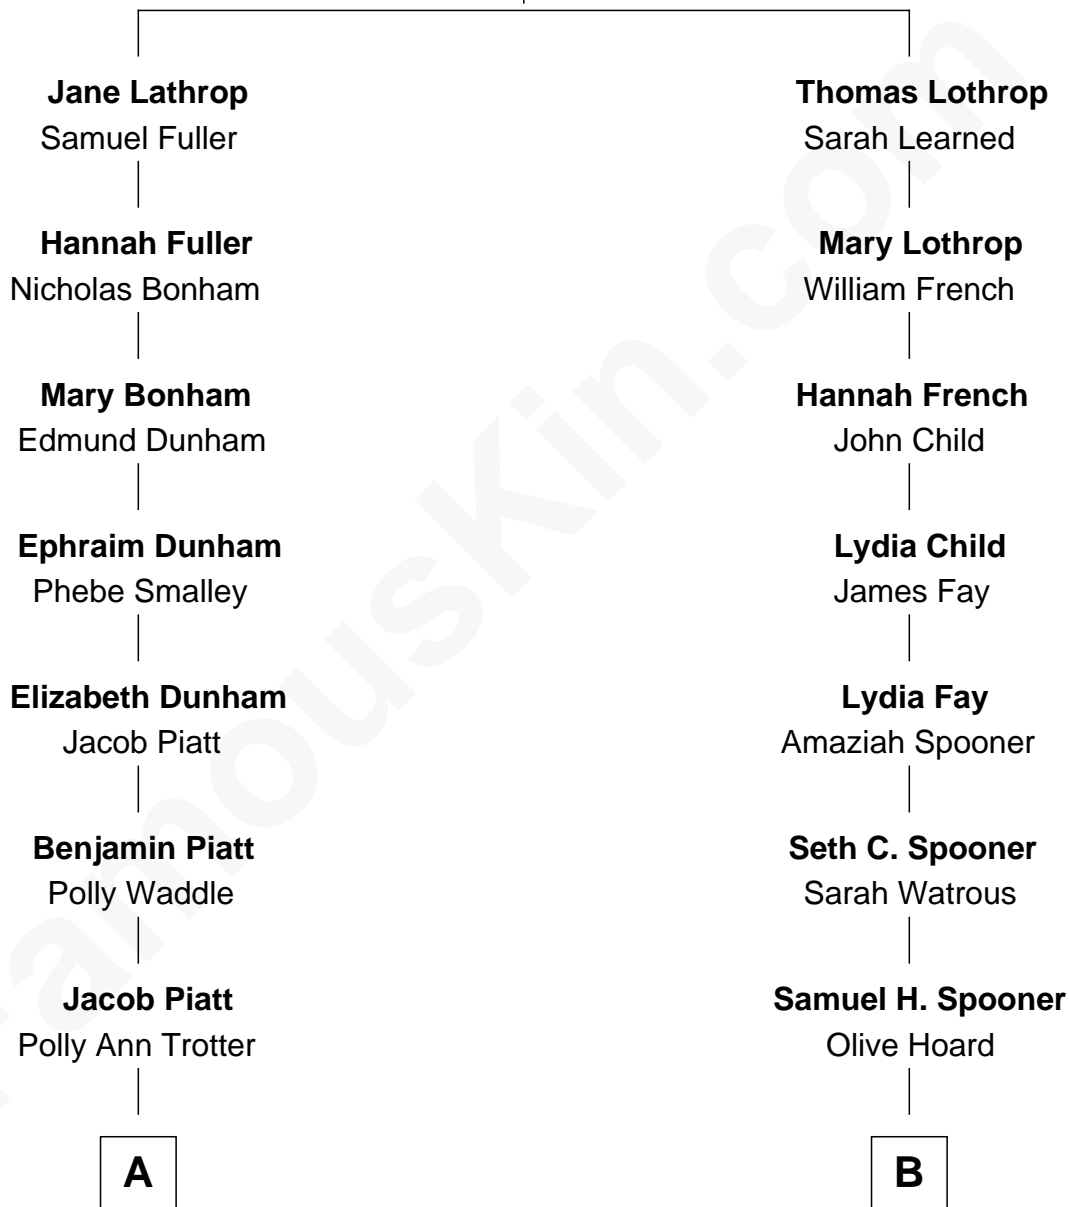 Jane Lathrop
Samuel Fuller
Hannah Fuller
Nicholas Bonham
Mary Bonham
Edmund Dunham
Ephraim Dunham
Phebe Smalley
Elizabeth Dunham
Jacob Piatt
Benjamin Piatt
Polly Waddle
Jacob Piatt
Polly Ann Trotter
A
Thomas Lothrop
Sarah Learned
Mary Lothrop
William French
Hannah French
John Child
Lydia Child
James Fay
Lydia Fay
Amaziah Spooner
Seth C. Spooner
Sarah Watrous
Samuel H. Spooner
Olive Hoard
B
FamousKin.com